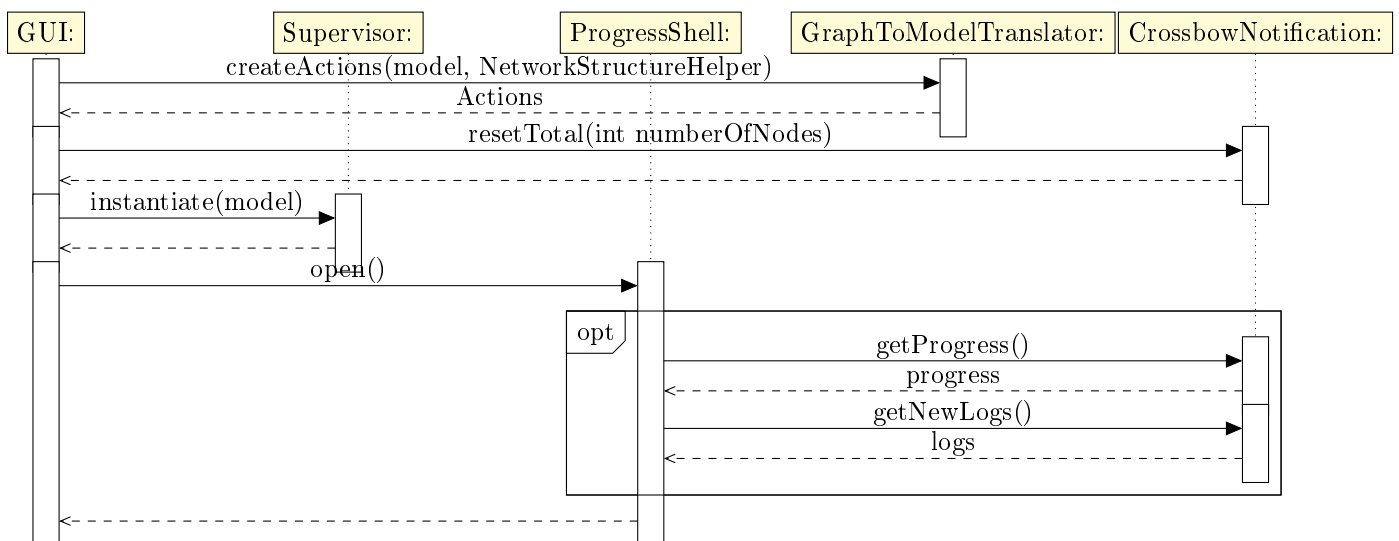 GUI:
Supervisor:
ProgressShell:
GraphToModelTranslator:
CrossbowNotification:
createActions(model, NetworkStructureHelper)
Actions
resetTotal(int numberOfNodes)
instantiate(model)
open()
opt
getProgress()
progress
getNewLogs()
logs